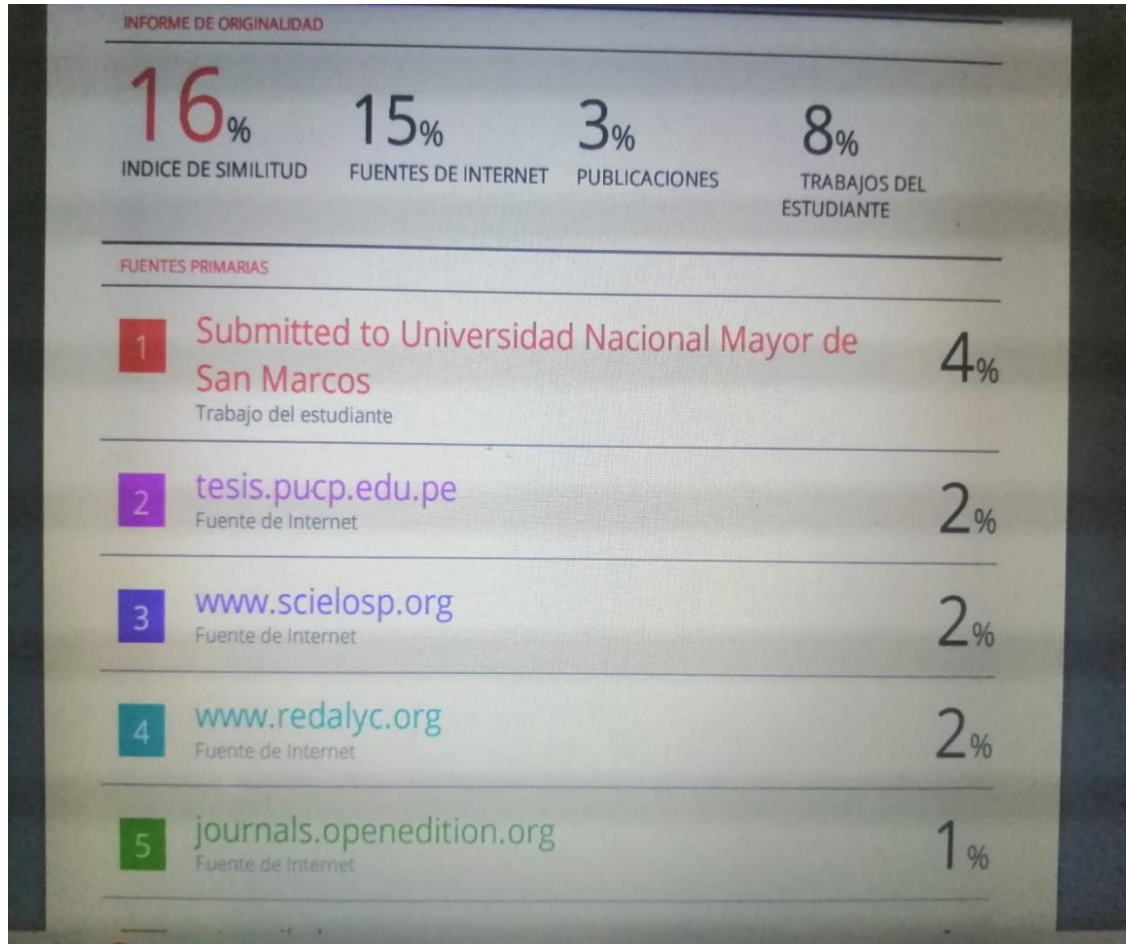 INFORME DE ORIGINALIDAD
16%
15%
3%
8%
INDICE DE SIMILITUD
FUENTES DE INTERNET
PUBLICACIONES
TRABAJOS DEL
ESTUDIANTE
FUENTES PRIMARIAS
1
Submitted to Universidad Nacional Mayor de
San Marcos
Trabajo del estudiante
4%
2
tesis.pucp.edu.pe
Fuente de Internet
2%
3
www.scielosp.org
Fuente de Internet
2%
4
www.redalyc.org
Fuente de Internet
2%
5
journals.openedition.org
Fuente de Internet
1%